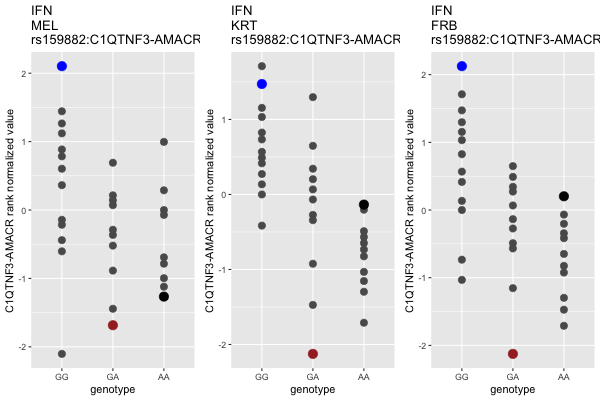 IFN
MEL
rs159882:C1QTNF3-AMACR
C1QTNF3-AMACR rank normalized value
2
1
0
-1
-2
GG
GA
AA
genotype
IFN
KRT
rs159882:C1QTNF3-AMACR
C1QTNF3-AMACR rank normalized value
1
0
-1
-2
GG
GA
AA
genotype
IFN
FRB
rs159882:C1QTNF3-AMACR
C1QTNF3-AMACR rank normalized value
2
1
0
-1
-2
GG
GA
AA
genotype